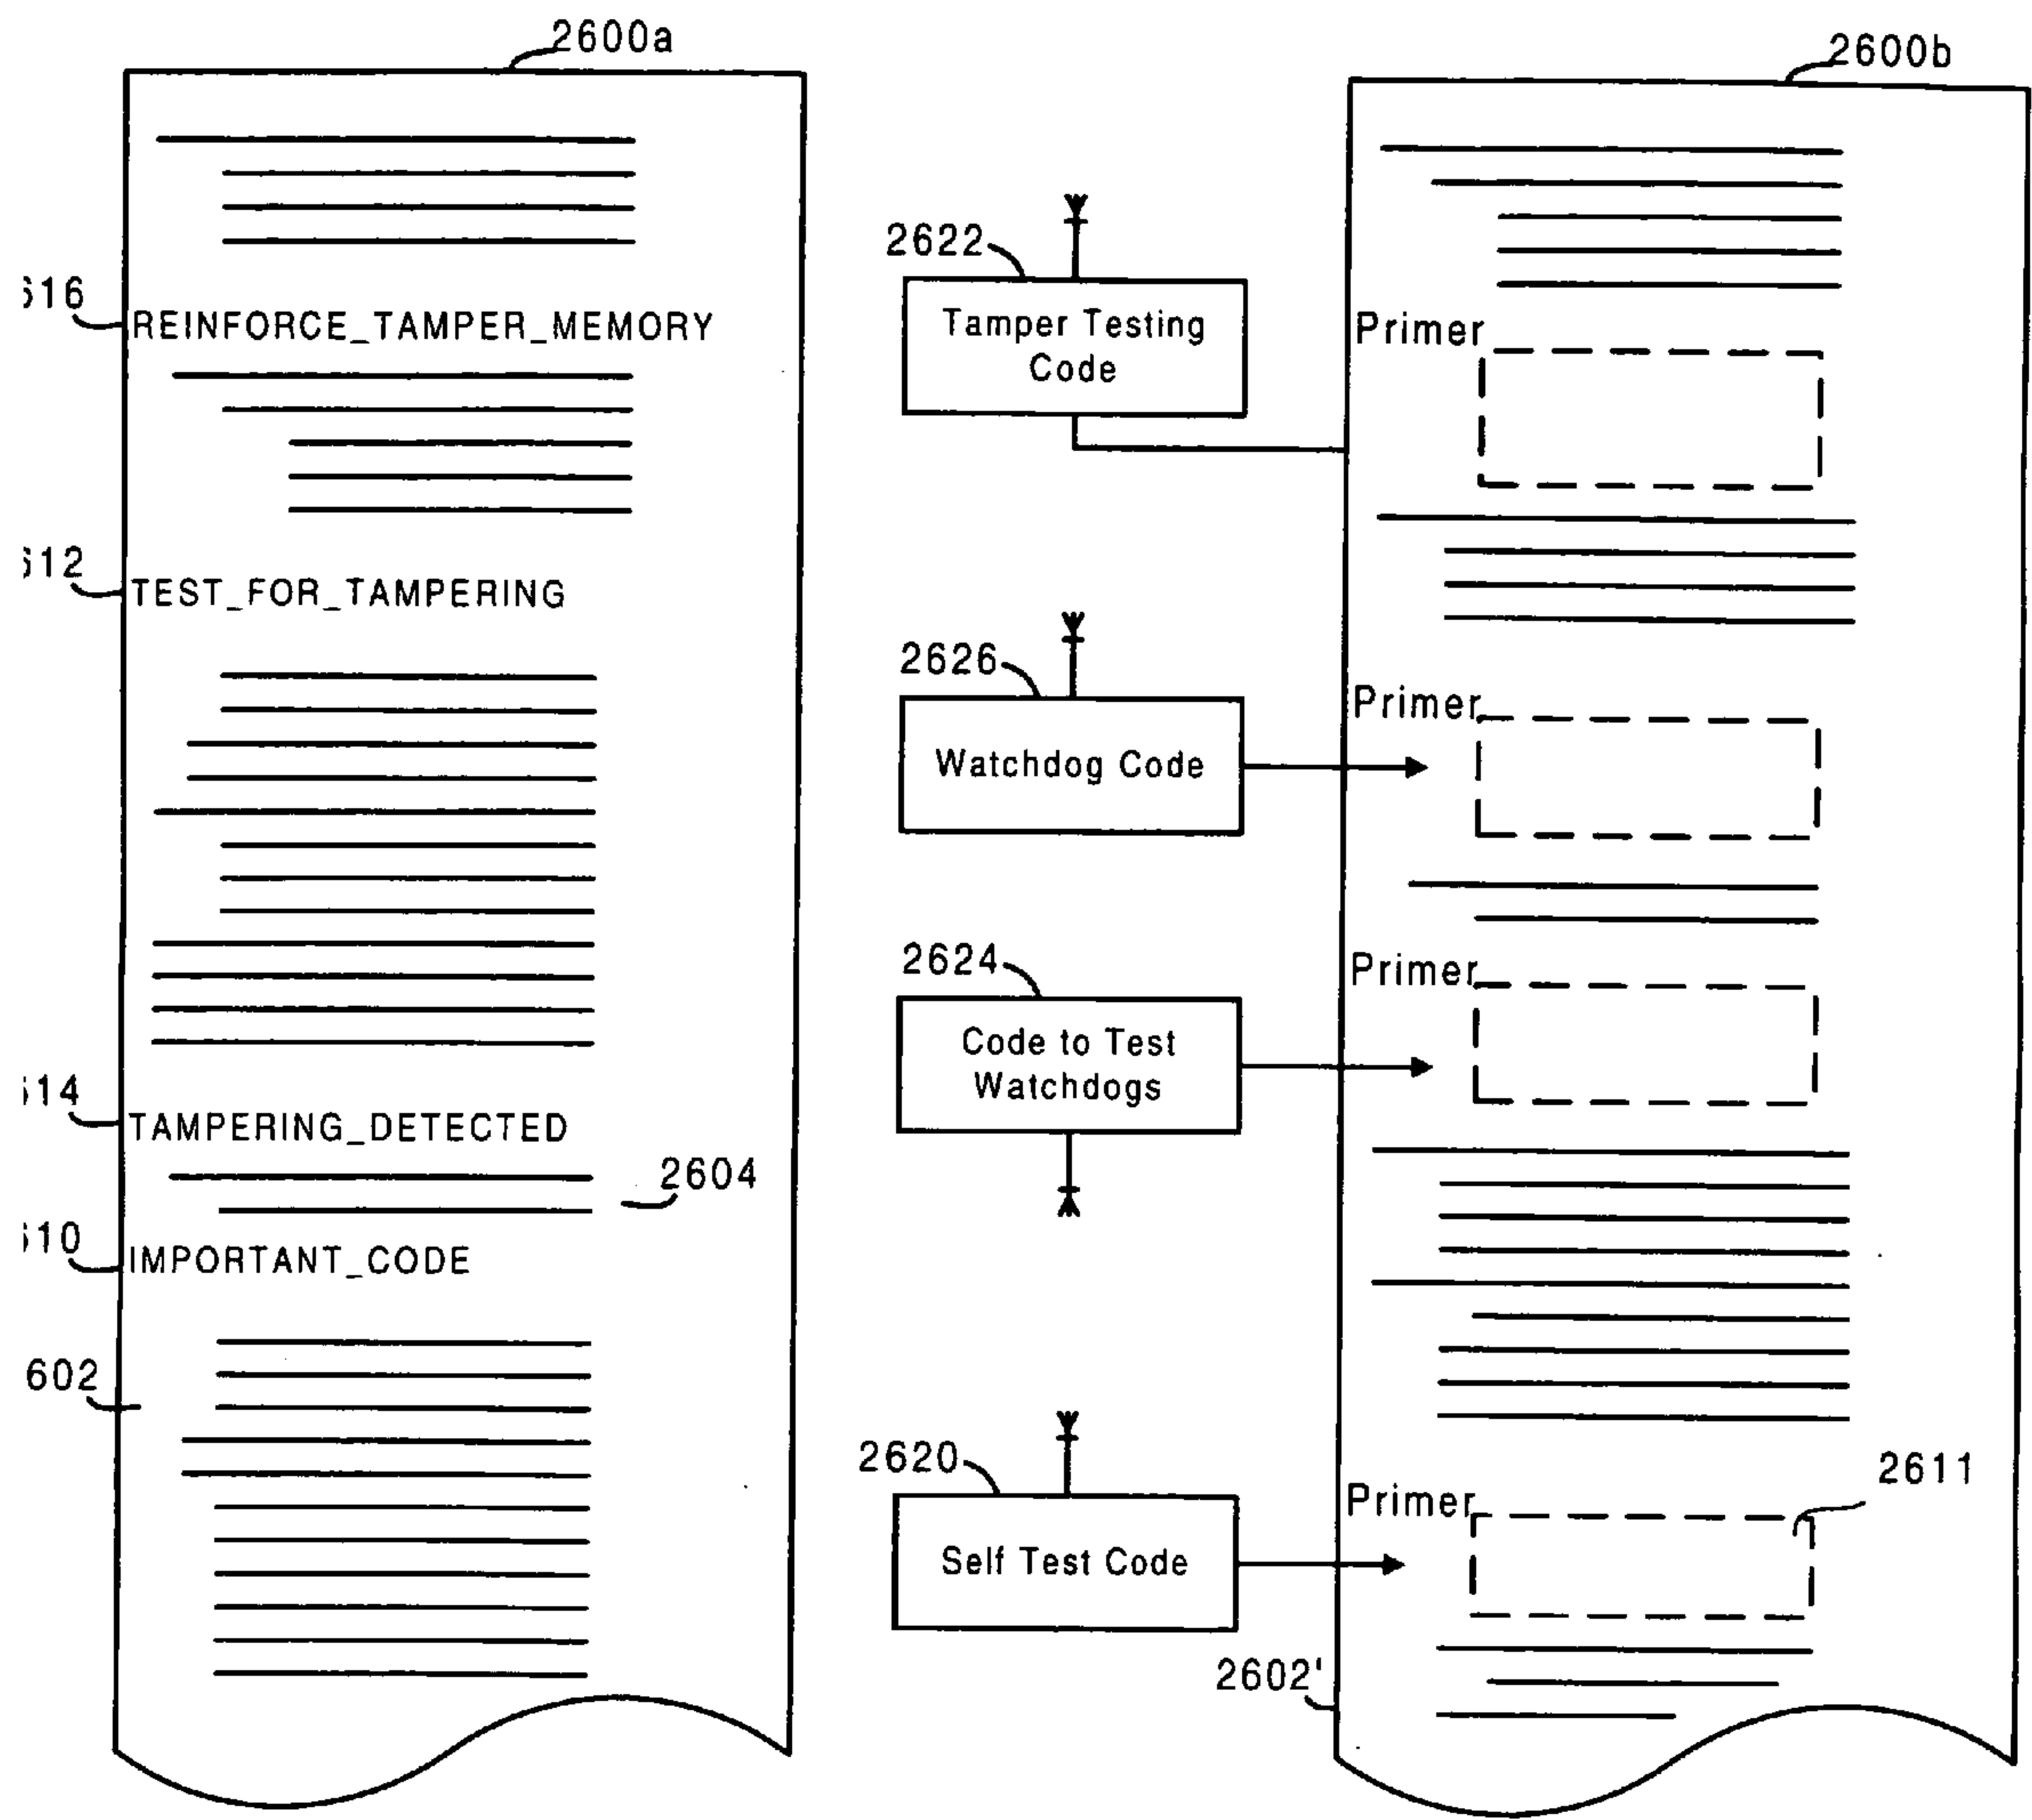 2600a
2600b
2622
616
REINFORCE_TAMPER_MEMORY
Tamper Testing
Code
Primer
612
TEST_FOR_TAMPERING
2626
Primer
Watchdog Code
2624
Primer
Code to Test
Watchdogs
614
TAMPERING_DETECTED
2604
610
IMPORTANT_CODE
602
2620
2611
Primer
Self Test Code
2602'